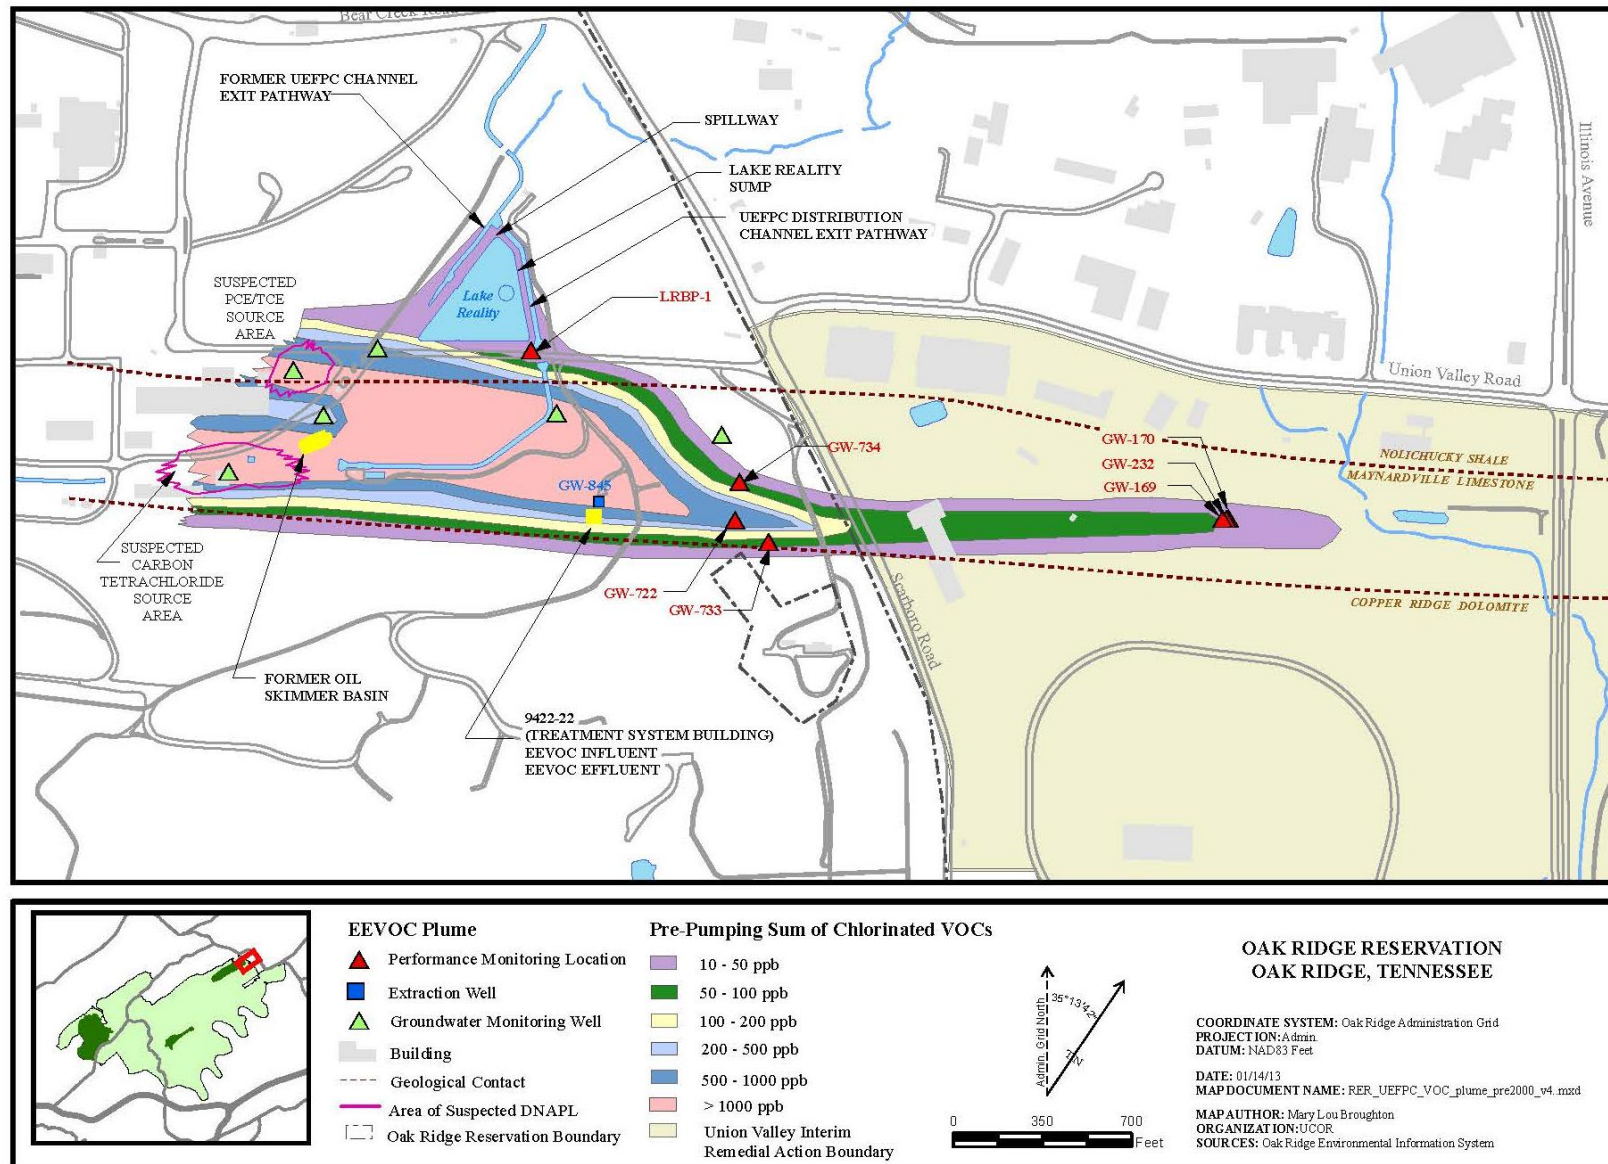 Bear Creek Road
FORMER UEFPC CHANNEL
EXIT PATHWAY
SPILLWAY
LAKE REALITY
SUMP
UEFPC DISTRIBUTION
CHANNEL EXIT PATHWAY
Illinois Avenue
SUSPECTED
PCE/TCE
SOURCE
AREA
Lake
Reality
LRBP-1
Union Valley Road
GW-734
GW-170
GW-232
GW-169
NOLICHUCKY SHALE
MAYNARDVILLE LIMESTONE
GW-845
SUSPECTED
CARBON
TETRACHLORIDE
SOURCE
AREA
GW-722
GW-733
Scarboro Road
COPPER RIDGE DOLOMITE
FORMER OIL
SKIMMER BASIN
9422-22
(TREATMENT SYSTEM BUILDING)
EEVOC INFLUENT
EEVOC EFFLUENT
EEVOC Plume
Performance Monitoring Location
Extraction Well
Groundwater Monitoring Well
Building
Geological Contact
Area of Suspected DNAPL
Oak Ridge Reservation Boundary
Pre-Pumping Sum of Chlorinated VOCs
10 - 50 ppb
50 - 100 ppb
100 - 200 ppb
200 - 500 ppb
500 - 1000 ppb
> 1000 ppb
Union Valley Interim
Remedial Action Boundary
Admin. Grid North
35°13'42"
TN
0 350 700
Feet
OAK RIDGE RESERVATION
OAK RIDGE, TENNESSEE
COORDINATE SYSTEM: Oak Ridge Administration Grid
PROJECTION:Admin.
DATUM: NAD83 Feet
DATE: 01/14/13
MAP DOCUMENT NAME: RER_UEFPC_VOC_plume_pre2000_v4.mxd
MAP AUTHOR: Mary Lou Broughton
ORGANIZATION:UCOR
SOURCES: Oak Ridge Environmental Information System